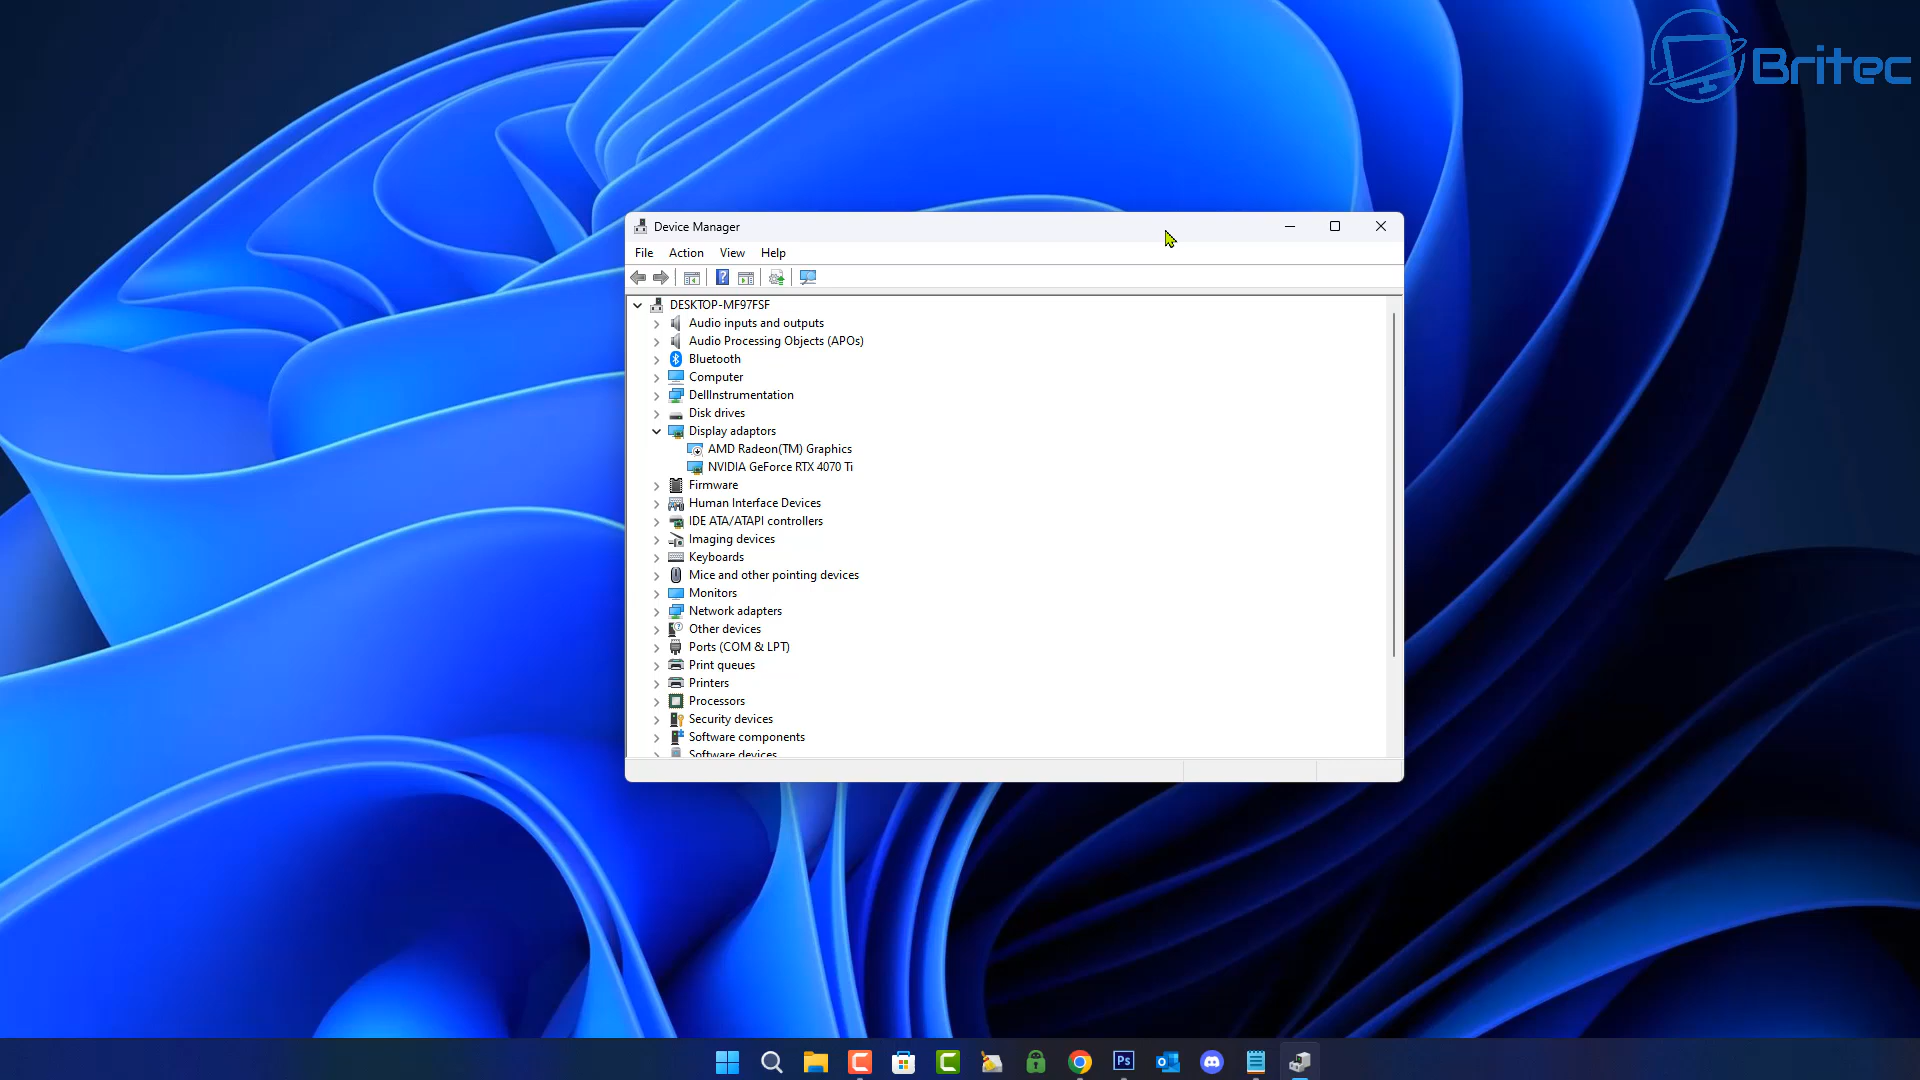 Britec
Device Manager
File Action View Help
DESKTOP-MF97FSF
Audio inputs and outputs
Audio Processing Objects (APOs)
Bluetooth
Computer
DellInstrumentation
Disk drives
Display adaptors
AMD Radeon(TM) Graphics
NVIDIA GeForce RTX 4070 Ti
Firmware
Human Interface Devices
IDE ATA/ATAPI controllers
Imaging devices
Keyboards
Mice and other pointing devices
Monitors
Network adapters
Other devices
Ports (COM & LPT)
Print queues
Printers
Processors
Security devices
Software components
Software devices
Ps